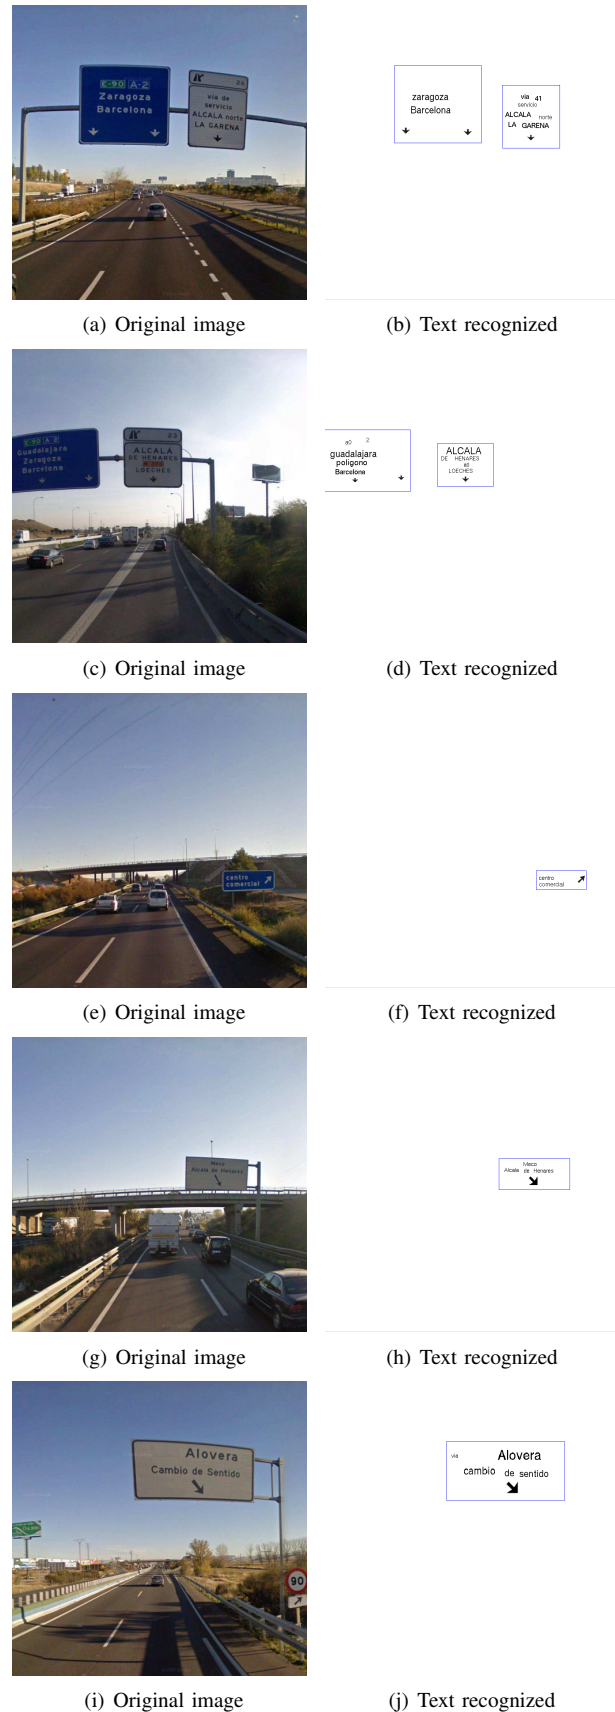 E-90 A-2
Zaragoza
Barcelona
26
vía de
servicio
ALCALA norte
LA GARENA
zaragoza
Barcelona
via 41
servicio
ALCALA norte
LA GARENA
(a) Original image
(b) Text recognized
E-90 A-2
Guadalajara
Zaragoza
Barcelona
23
ALCALÁ
DE HENARES
LOECHES
a0 2
guadalajara
poligono
Barcelona
ALCALA
DE HENARES
a0
LOECHES
(c) Original image
(d) Text recognized
centro
comercial
centro
comercial
(e) Original image
(f) Text recognized
Meco
Alcalá de Henares
Meco
Alcala de Henares
(g) Original image
(h) Text recognized
Alovera
Cambio de Sentido
90
via Alovera
cambio de sentido
(i) Original image
(j) Text recognized